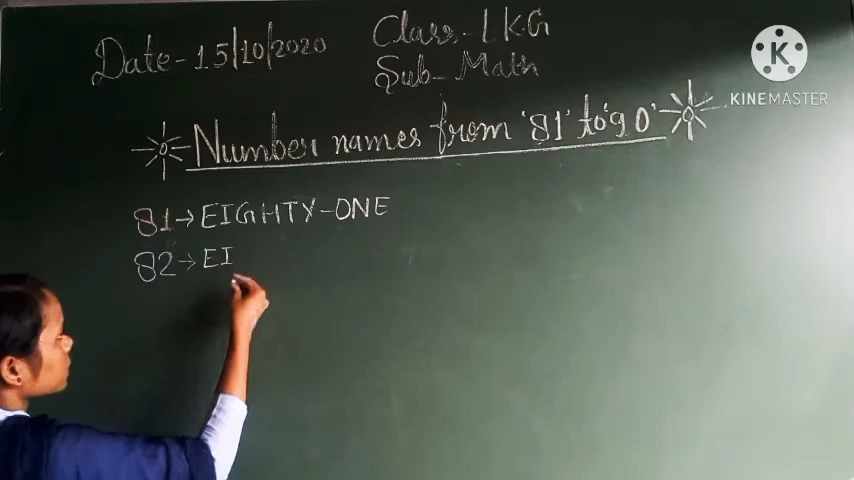 Date-15/10/2020
Class-LKG
Sub-Math
Number names from '81' to '90'
81→EIGHTY-ONE
82→EI
K
KINEMASTER